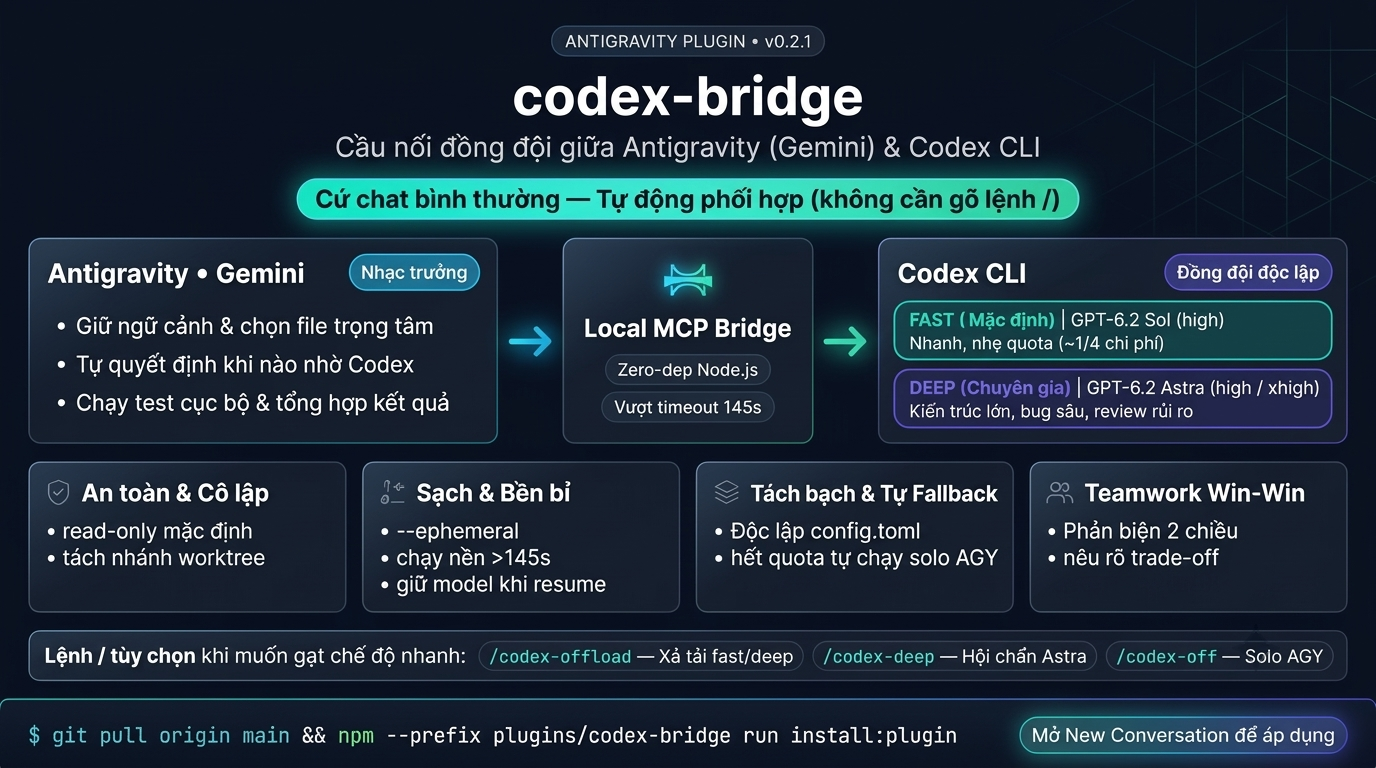 ANTIGRAVITY PLUGIN • v0.2.1
codex-bridge
Cầu nối đồng đội giữa Antigravity (Gemini) & Codex CLI
Cứ chat bình thường — Tự động phối hợp (không cần gõ lệnh /)
Antigravity • Gemini
Nhạc trưởng
• Giữ ngữ cảnh & chọn file trọng tâm
• Tự quyết định khi nào nhờ Codex
• Chạy test cục bộ & tổng hợp kết quả
Local MCP Bridge
Zero-dep Node.js
Vượt timeout 145s
Codex CLI
Đồng đội độc lập
FAST ( Mặc định) | GPT-6.2 Sol (high)
Nhanh, nhẹ quota (~1/4 chi phí)
DEEP (Chuyên gia) | GPT-6.2 Astra (high / xhigh)
Kiến trúc lớn, bug sâu, review rủi ro
An toàn & Cô lập
• read-only mặc định
• tách nhánh worktree
Sạch & Bền bỉ
• --ephemeral
• chạy nền >145s
• giữ model khi resume
Tách bạch & Tự Fallback
• Độc lập config.toml
• hết quota tự chạy solo AGY
Teamwork Win-Win
• Phản biện 2 chiều
• nêu rõ trade-off
Lệnh / tùy chọn khi muốn gạt chế độ nhanh:
/codex-offload — Xả tải fast/deep
/codex-deep — Hội chẩn Astra
/codex-off — Solo AGY
$ git pull origin main && npm --prefix plugins/codex-bridge run install:plugin
Mở New Conversation để áp dụng